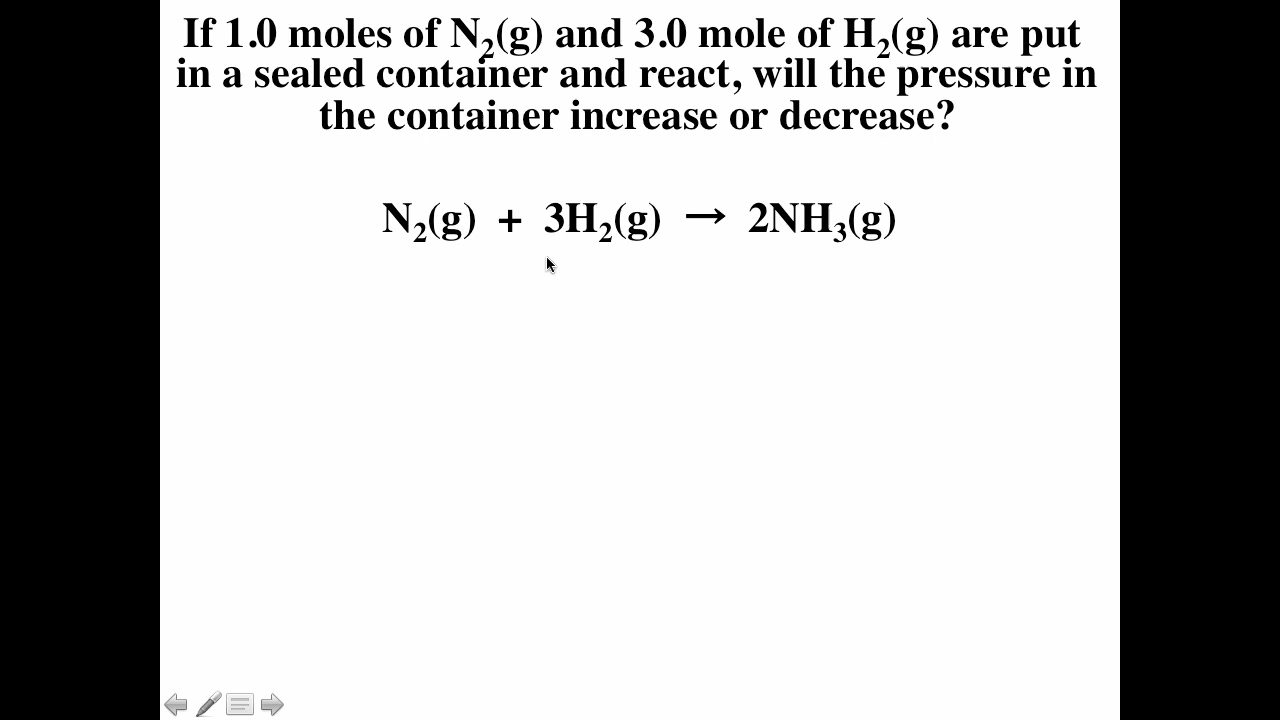 If 1.0 moles of N₂(g) and 3.0 mole of H₂(g) are put
in a sealed container and react, will the pressure in
the container increase or decrease?
N₂(g) + 3H₂(g) → 2NH₃(g)